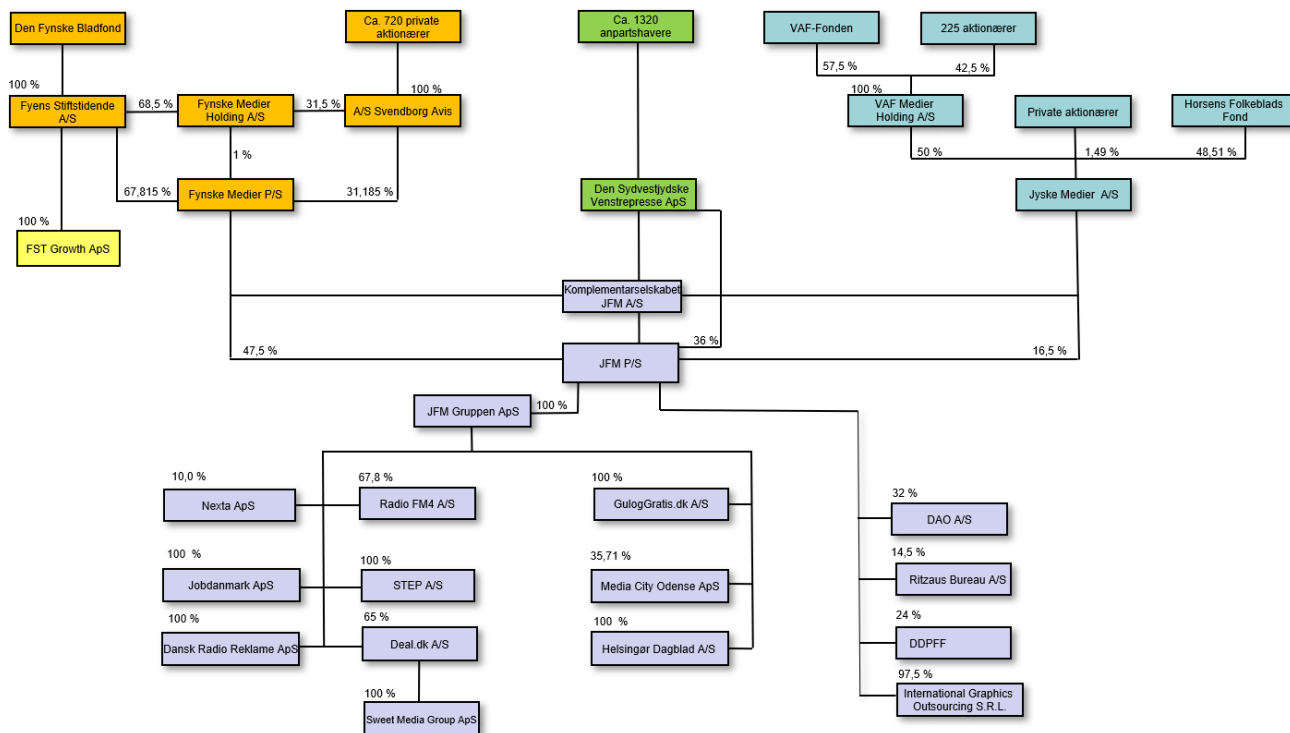 Den Fynske Bladfond
Ca. 720 private
aktionærer
Ca. 1320
anpartshavere
VAF-Fonden
225 aktionærer
57,5 %
42,5 %
100 %
100 %
100 %
Fyens Stiftstidende
A/S
68,5 %
Fynske Medier
Holding A/S
31,5 %
A/S Svendborg Avis
VAF Medier
Holding A/S
Private aktionærer
Horsens Folkeblads
Fond
1 %
50 %
1,49 %
48,51 %
67,815 %
Fynske Medier P/S
31,185 %
Den Sydvestjydske
Venstrepresse ApS
Jyske Medier A/S
100 %
FST Growth ApS
Komplementarselskabet
JFM A/S
47,5 %
36 %
16,5 %
JFM P/S
JFM Gruppen ApS
100 %
10,0 %
67,8 %
100 %
Nexta ApS
Radio FM4 A/S
GulogGratis.dk A/S
32 %
DAO A/S
100 %
100 %
35,71 %
14,5 %
Jobdanmark ApS
STEP A/S
Media City Odense ApS
Ritzaus Bureau A/S
100 %
65 %
100 %
24 %
Dansk Radio Reklame ApS
Deal.dk A/S
Helsingør Dagblad A/S
DDPFF
100 %
97,5 %
Sweet Media Group ApS
International Graphics
Outsourcing S.R.L.